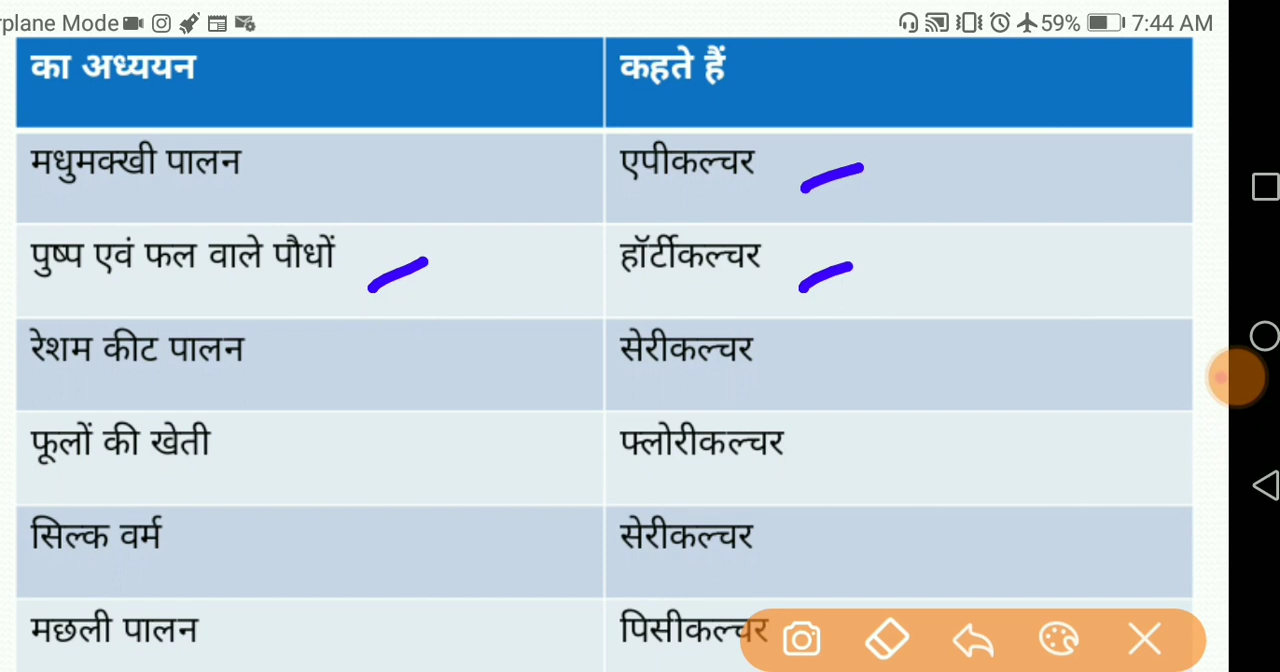 rplane Mode 59% 7:44 AM
का अध्ययन कहते हैं
मधुमक्खी पालन एपीकल्चर
पुष्प एवं फल वाले पौधों हॉर्टीकल्चर
रेशम कीट पालन सेरीकल्चर
फूलों की खेती फ्लोरीकल्चर
सिल्क वर्म सेरीकल्चर
मछली पालन पिसीकल्चर